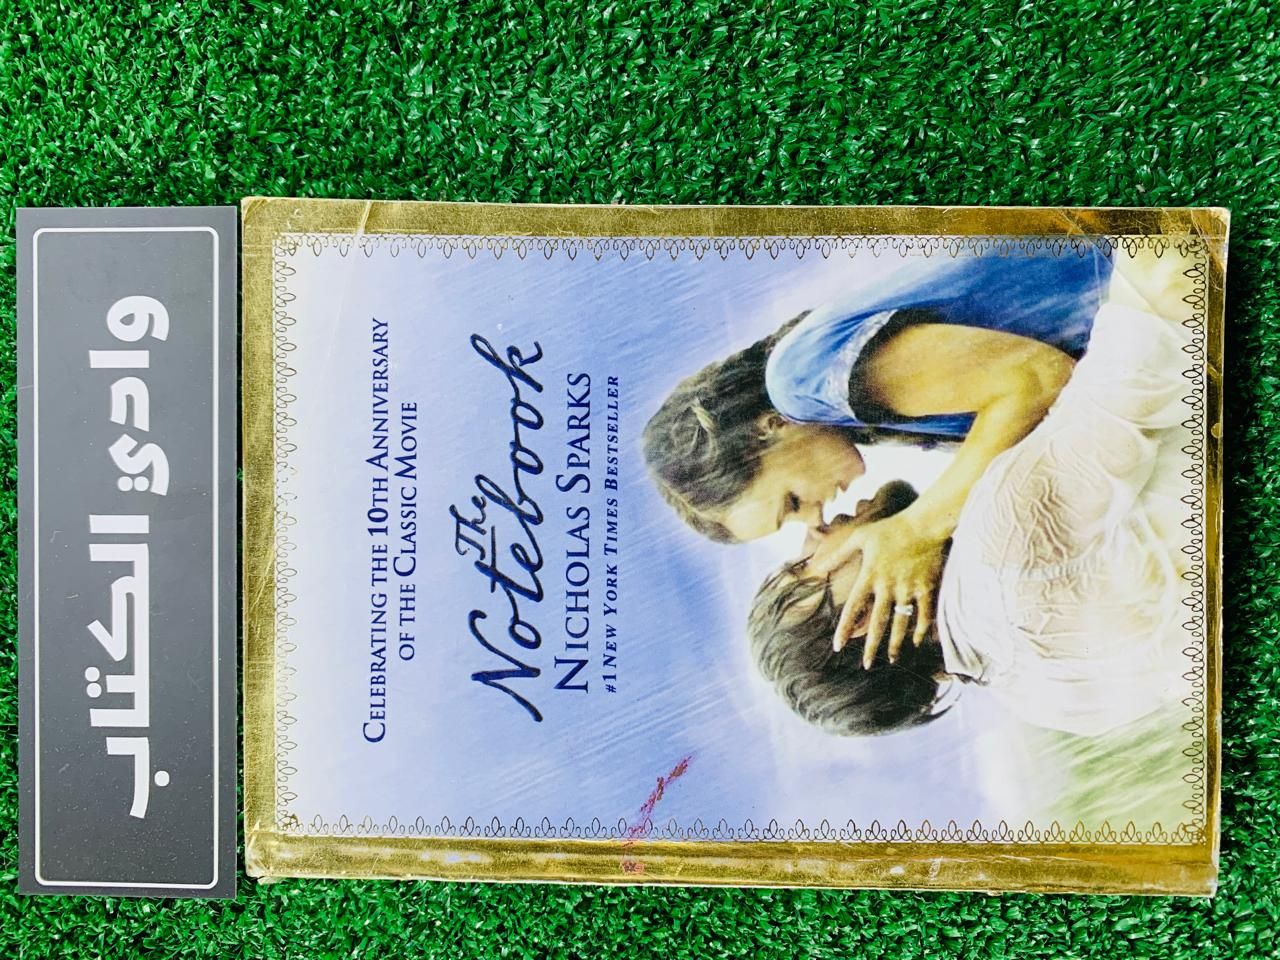 وادي الكتاب
CELEBRATING THE 10TH ANNIVERSARY
OF THE CLASSIC MOVIE
The
Notebook
NICHOLAS SPARKS
#1 NEW YORK TIMES BESTSELLER